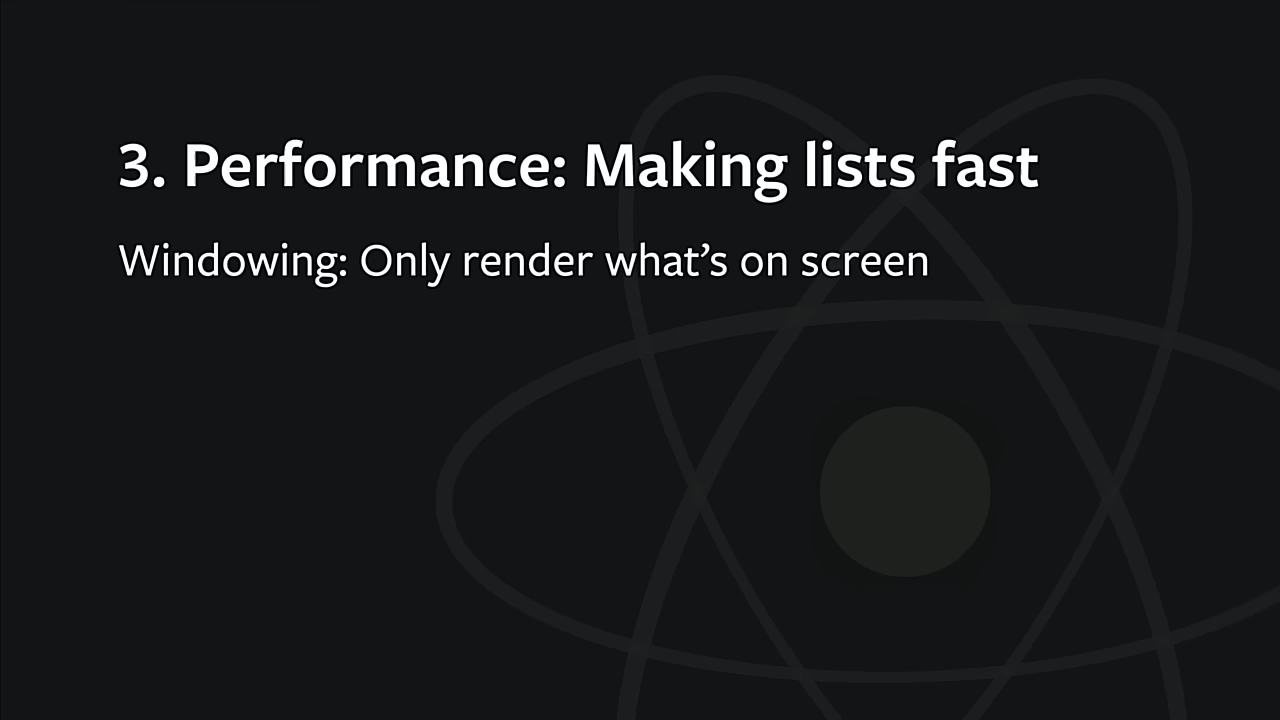 3. Performance: Making lists fast
Windowing: Only render what’s on screen